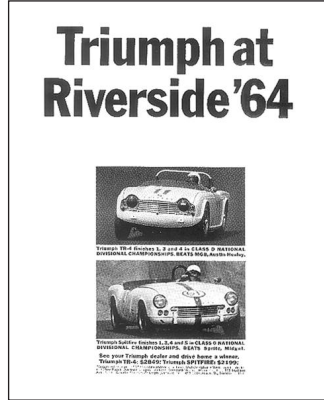 Triumph at
Riverside '64
Triumph TR-4 finishes 1, 3 and 4 in CLASS D NATIONAL
DIVISIONAL CHAMPIONSHIPS. BEATS MGB, Austin Healey.
Triumph Spitfire finishes 1, 2, 4 and 5 in CLASS G NATIONAL
DIVISIONAL CHAMPIONSHIPS. BEATS Sprite, Midget.
See your Triumph dealer and drive home a winner.
Triumph TR-4: $2849; Triumph SPITFIRE: $2199;